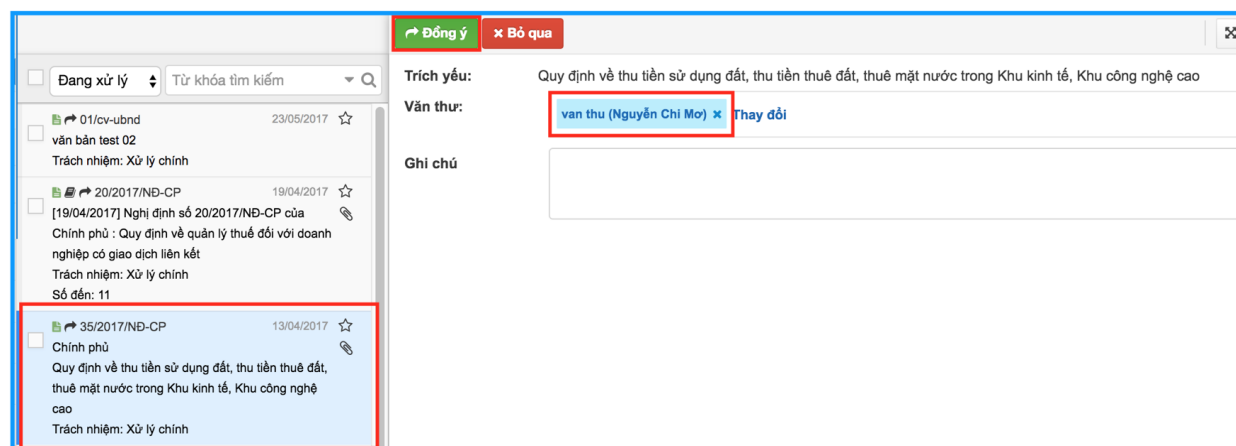 Đồng ý
× Bỏ qua
Đang xử lý
Từ khóa tìm kiếm
01/cv-ubnd 23/05/2017
văn bản test 02
Trách nhiệm: Xử lý chính
20/2017/NĐ-CP 19/04/2017
[19/04/2017] Nghị định số 20/2017/NĐ-CP của
Chính phủ : Quy định về quản lý thuế đối với doanh
nghiệp có giao dịch liên kết
Trách nhiệm: Xử lý chính
Số đến: 11
35/2017/NĐ-CP 13/04/2017
Chính phủ
Quy định về thu tiền sử dụng đất, thu tiền thuê đất,
thuê mặt nước trong Khu kinh tế, Khu công nghệ
cao
Trách nhiệm: Xử lý chính
Trích yếu: Quy định về thu tiền sử dụng đất, thu tiền thuê đất, thuê mặt nước trong Khu kinh tế, Khu công nghệ cao
Văn thư: van thu (Nguyễn Chi Mơ) × Thay đổi
Ghi chú